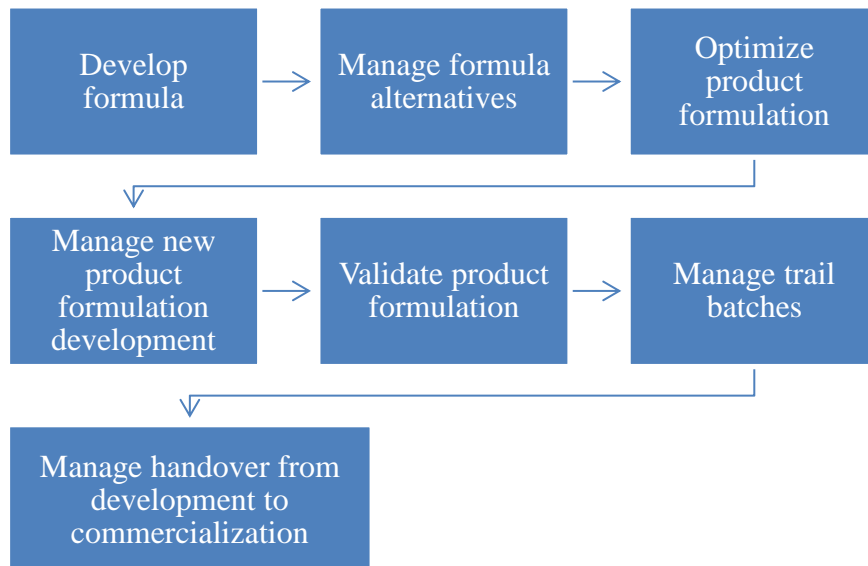 Develop
formula
Manage formula
alternatives
Optimize
product
formulation
Manage new
product
formulation
development
Validate product
formulation
Manage trail
batches
Manage handover from
development to
commercialization